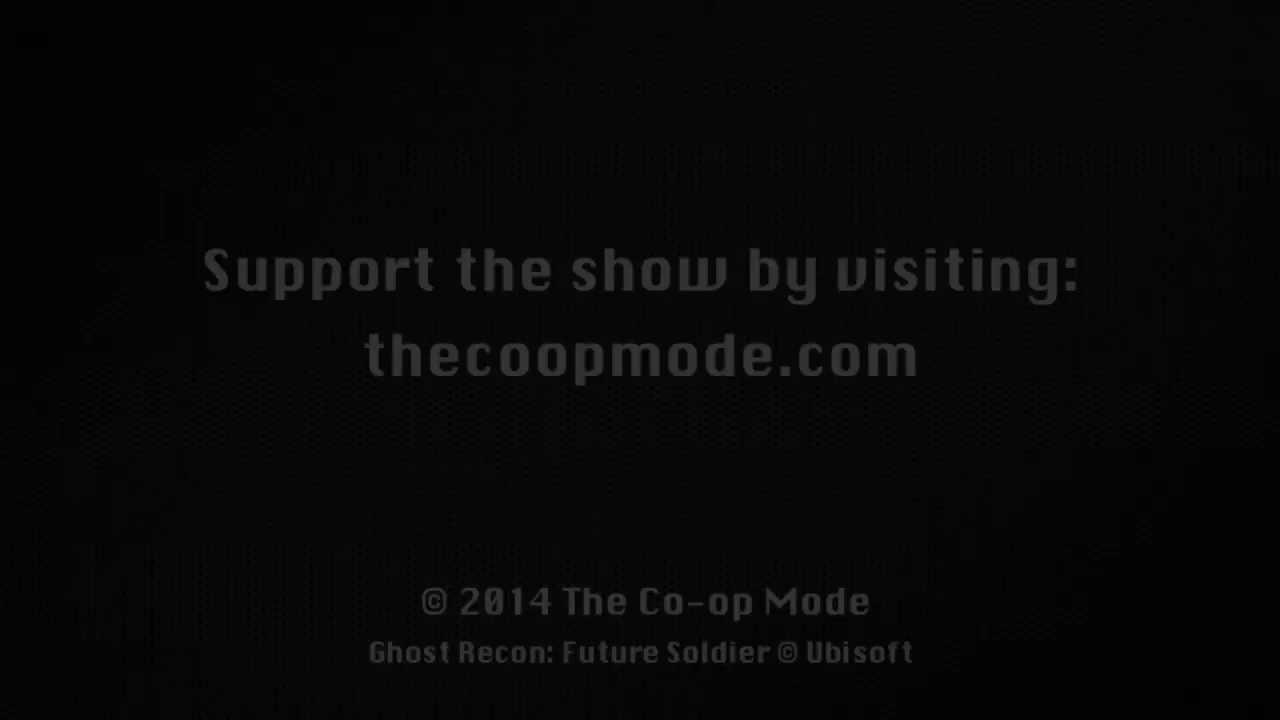 Support the show by visiting:
thecoopmode.com
© 2014 The Co-op Mode
Ghost Recon: Future Soldier © Ubisoft